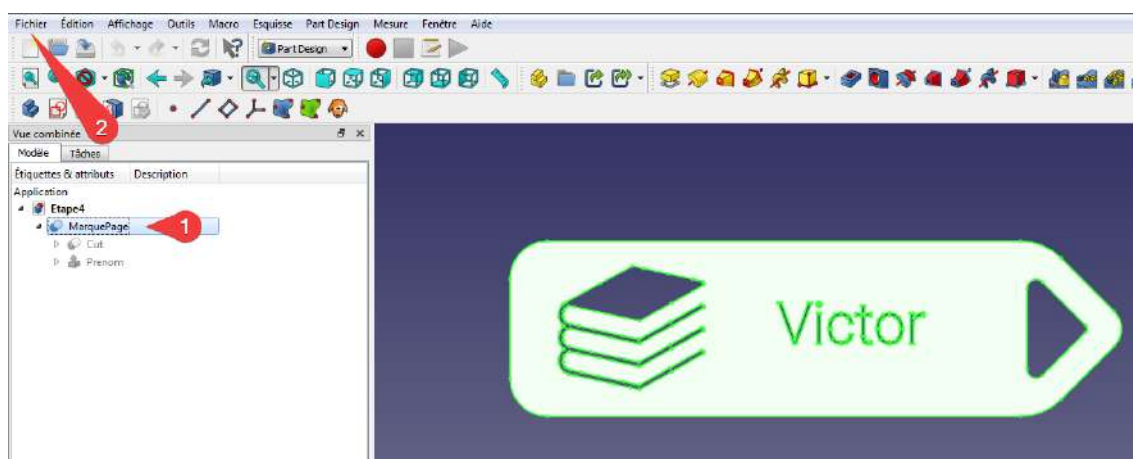 Fichier Édition Affichage Outils Macro Esquisse Part Design Mesure Fenêtre Aide
Part Design
2
Vue combinée
Modèle Tâches
Étiquettes & attributs Description
Application
Etape4
MarquePage 1
Cut
Prenom
Victor